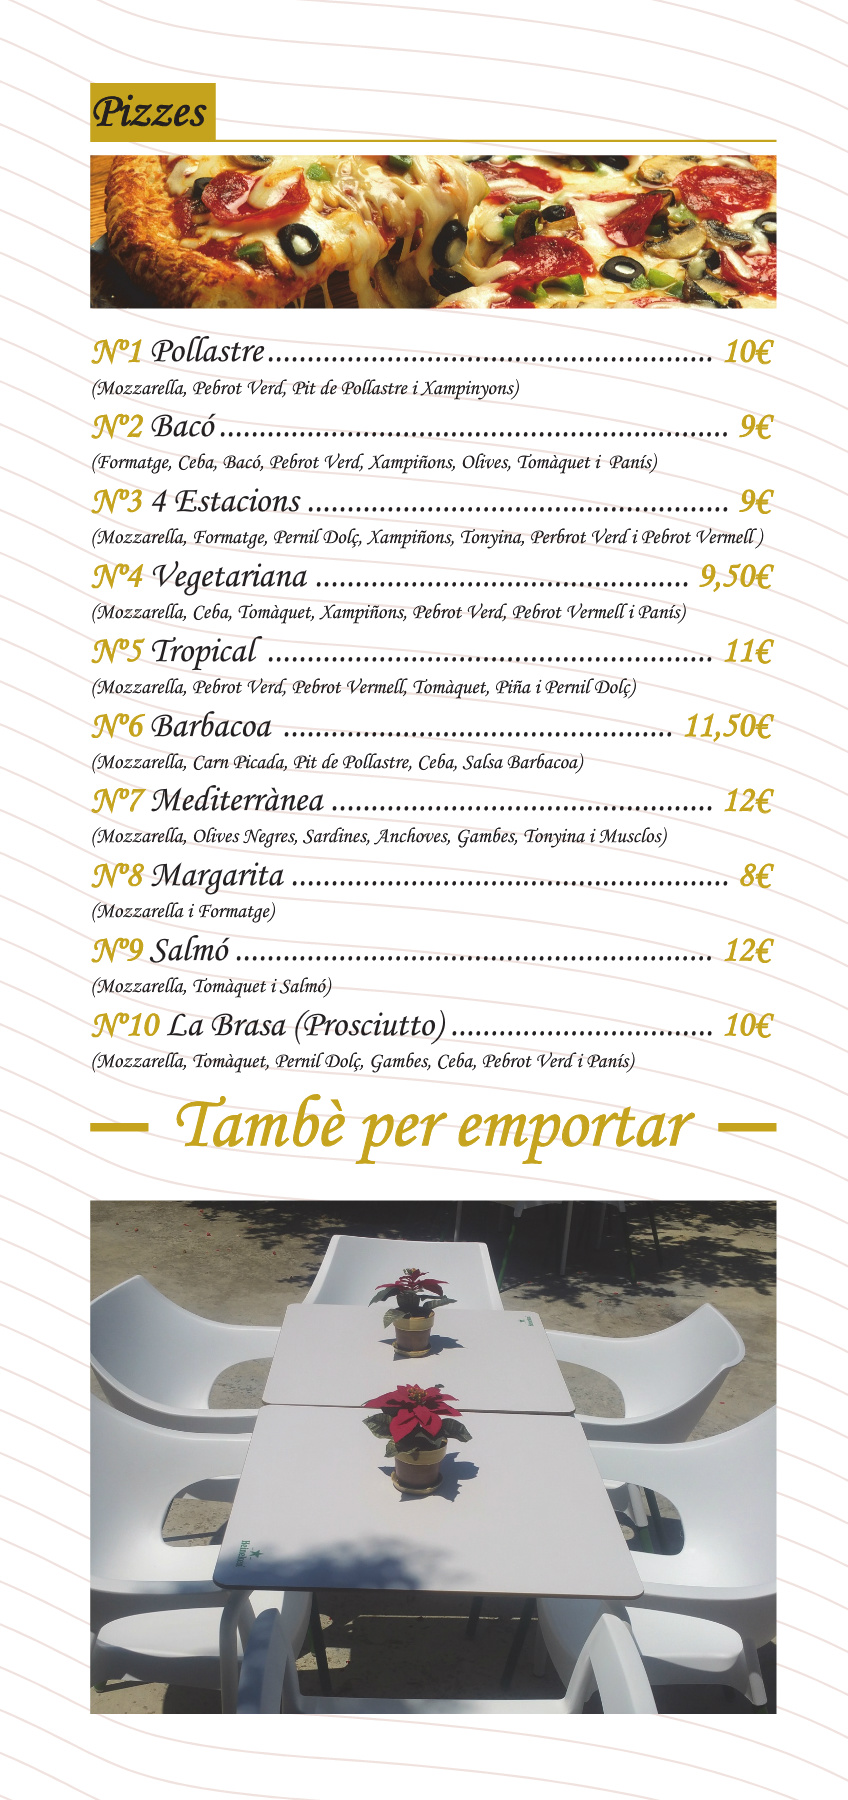 Pizzes
Nº1 Pollastre............................................................ 10€
(Mozzarella, Pebrot Verd, Pit de Pollastre i Xampinyons)
Nº2 Bacó.................................................................. 9€
(Formatge, Ceba, Bacó, Pebrot Verd, Xampiñons, Olives, Tomàquet i Panís)
Nº3 4 Estacions ....................................................... 9€
(Mozzarella, Formatge, Pernil Dolç, Xampiñons, Tonyina, Perbrot Verd i Pebrot Vermell )
Nº4 Vegetariana .................................................. 9,50€
(Mozzarella, Ceba, Tomàquet, Xampiñons, Pebrot Verd, Pebrot Vermell i Panís)
Nº5 Tropical ........................................................... 11€
(Mozzarella, Pebrot Verd, Pebrot Vermell, Tomàquet, Piña i Pernil Dolç)
Nº6 Barbacoa .................................................... 11,50€
(Mozzarella, Carn Picada, Pit de Pollastre, Ceba, Salsa Barbacoa)
Nº7 Mediterrànea ................................................... 12€
(Mozzarella, Olives Negres, Sardines, Anchoves, Gambes, Tonyina i Musclos)
Nº8 Margarita ......................................................... 8€
(Mozzarella i Formatge)
Nº9 Salmó ............................................................... 12€
(Mozzarella, Tomàquet i Salmó)
Nº10 La Brasa (Prosciutto) .................................. 10€
(Mozzarella, Tomàquet, Pernil Dolç, Gambes, Ceba, Pebrot Verd i Panís)
També̀ per emportar
Heineken